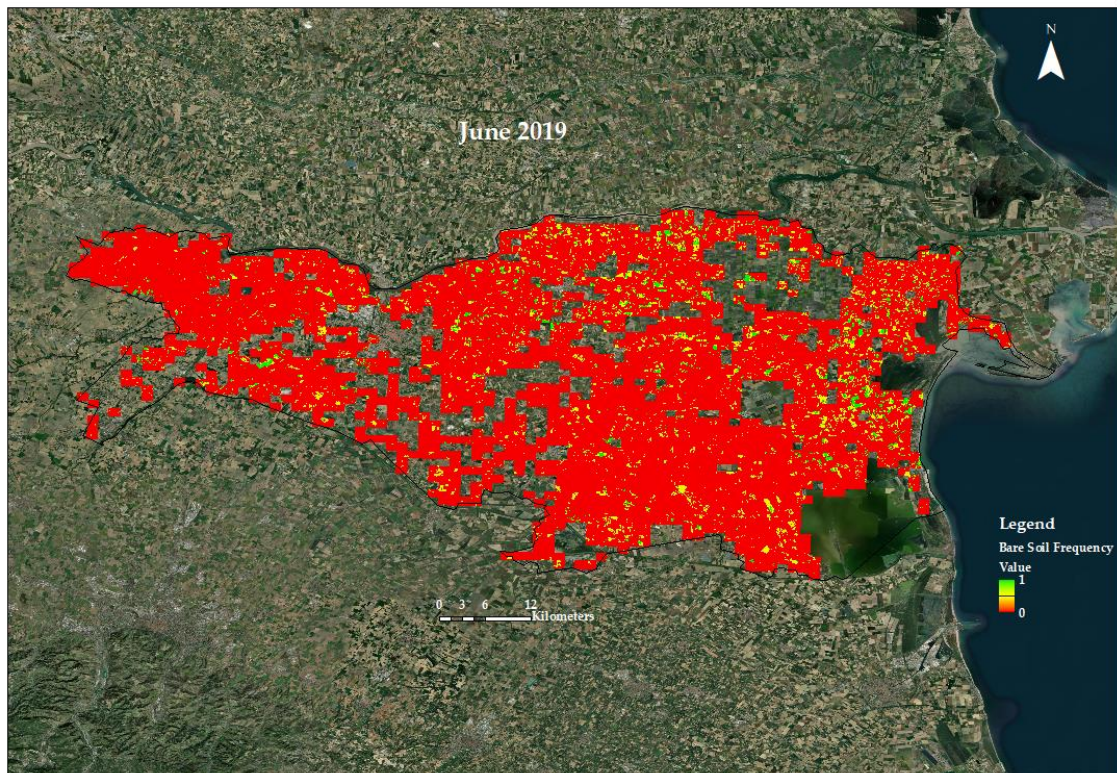 N
June 2019
Legend
Bare Soil Frequency
Value
1
0
0 3 6 12
Kilometers